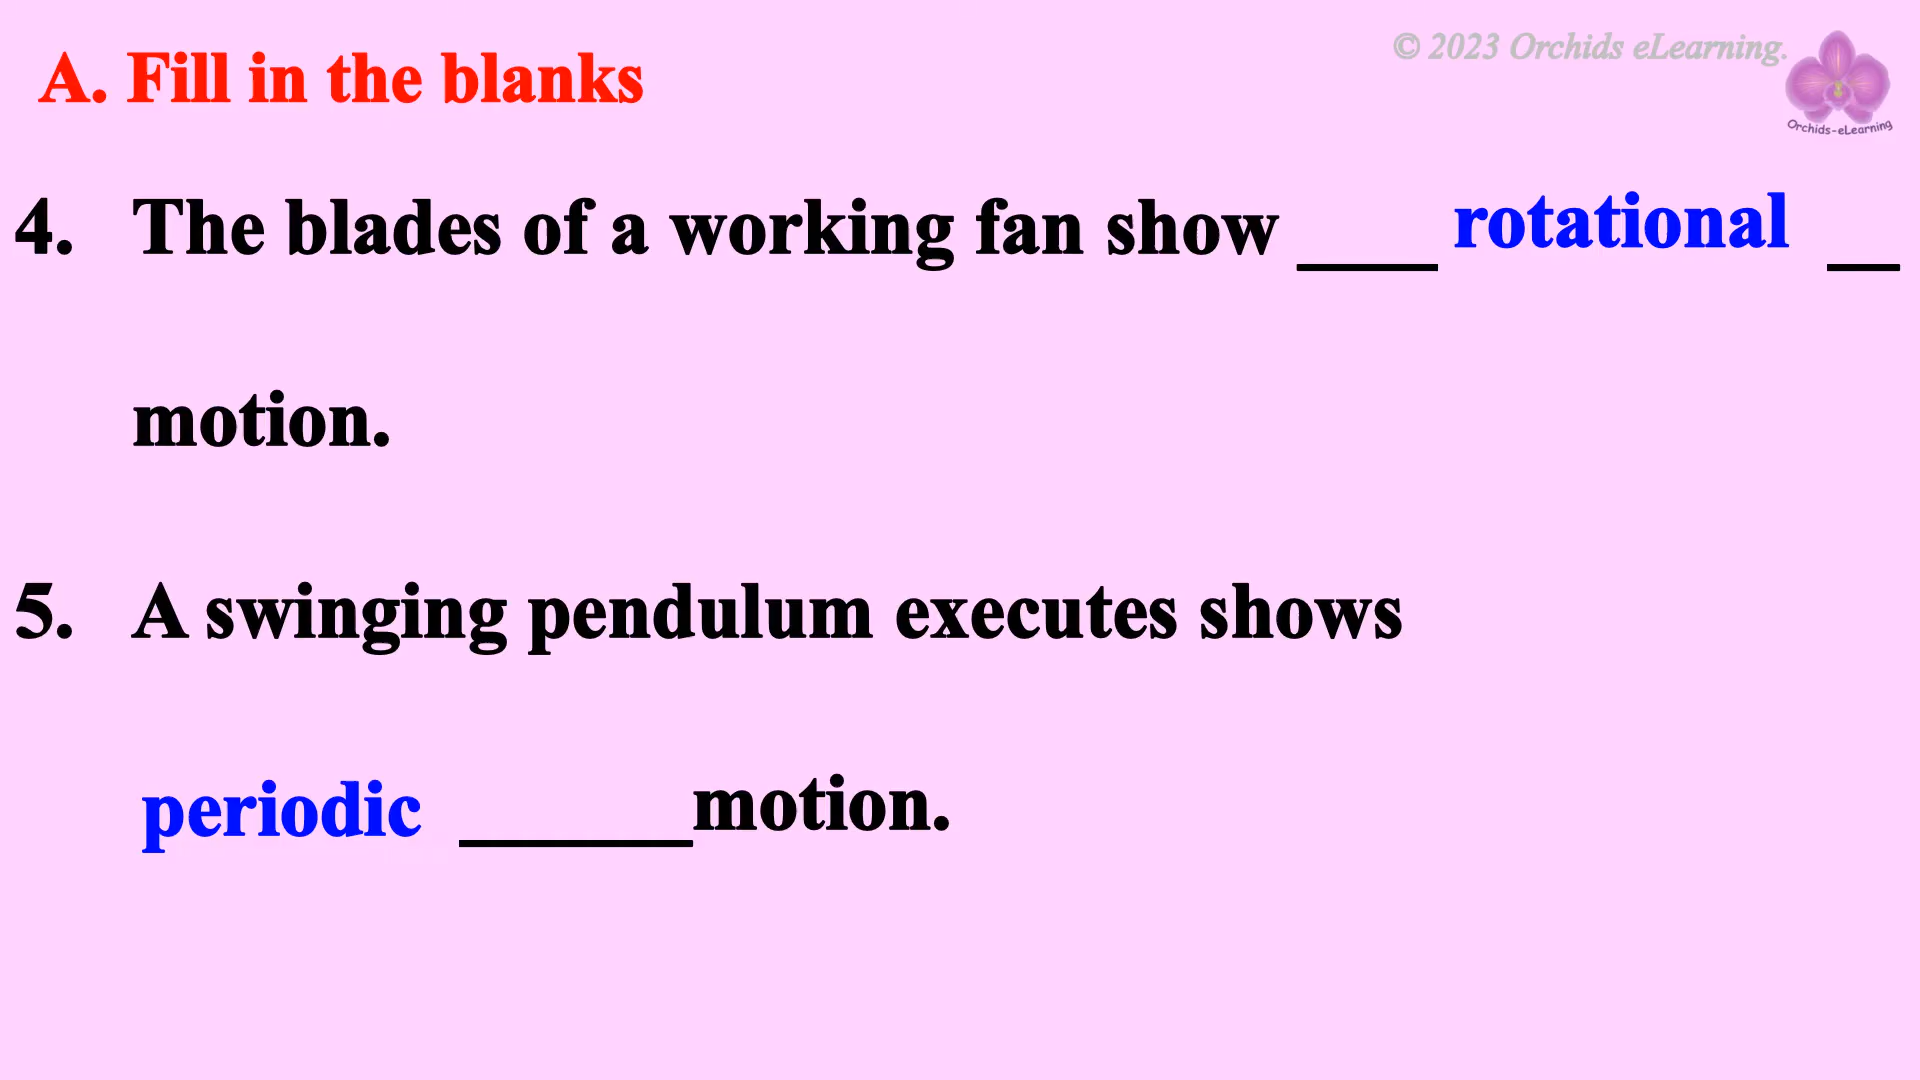 A. Fill in the blanks
© 2023 Orchids eLearning.
Orchids-eLearning
4. The blades of a working fan show ____ rotational __
motion.
5. A swinging pendulum executes shows
periodic ______motion.